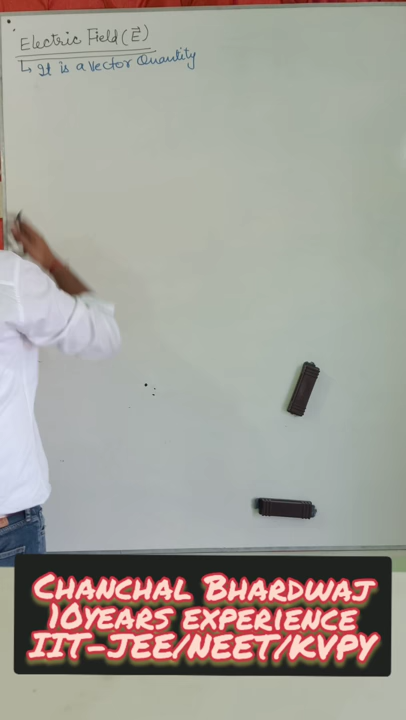 Electric Field (E⃗)
↳ It is a Vector Quantity
CHANCHAL BHARDWAJ
10YEARS EXPERIENCE
IIT-JEE/NEET/KVPY